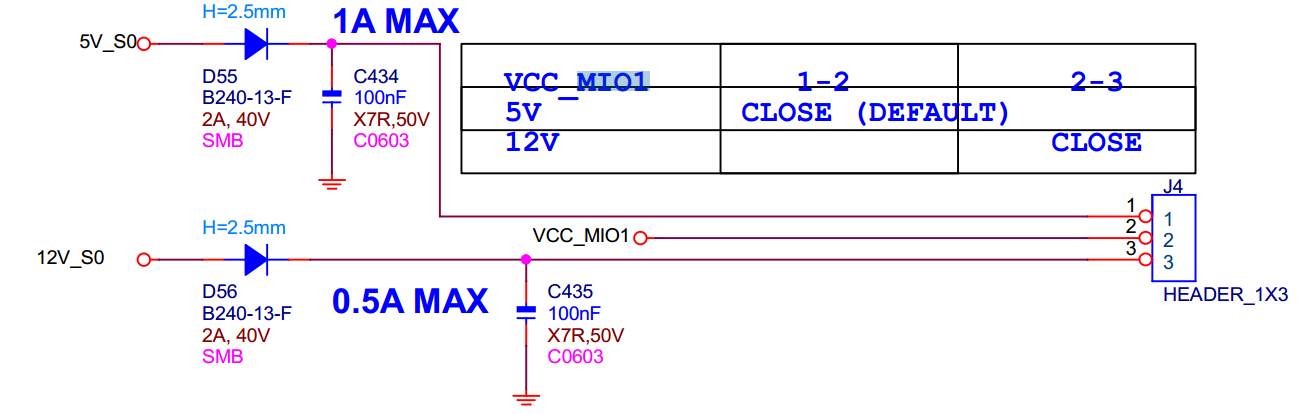 H=2.5mm
1A MAX
5V_S0
D55
B240-13-F
2A, 40V
SMB
C434
100nF
X7R,50V
C0603
VCC_MIO1 1-2 2-3
5V CLOSE (DEFAULT)
12V CLOSE
J4
1 1
2 2
3 3
HEADER_1X3
VCC_MIO1
H=2.5mm
12V_S0
D56
B240-13-F
2A, 40V
SMB
0.5A MAX
C435
100nF
X7R,50V
C0603